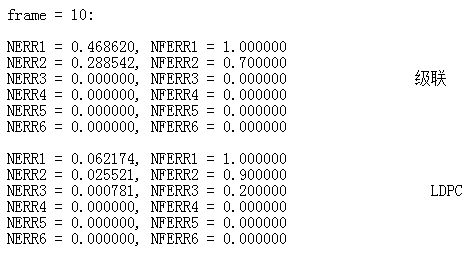 frame = 10:
NERR1 = 0.468620, NFERR1 = 1.000000
NERR2 = 0.288542, NFERR2 = 0.700000
NERR3 = 0.000000, NFERR3 = 0.000000 级联
NERR4 = 0.000000, NFERR4 = 0.000000
NERR5 = 0.000000, NFERR5 = 0.000000
NERR6 = 0.000000, NFERR6 = 0.000000
NERR1 = 0.062174, NFERR1 = 1.000000
NERR2 = 0.025521, NFERR2 = 0.900000
NERR3 = 0.000781, NFERR3 = 0.200000 LDPC
NERR4 = 0.000000, NFERR4 = 0.000000
NERR5 = 0.000000, NFERR5 = 0.000000
NERR6 = 0.000000, NFERR6 = 0.000000